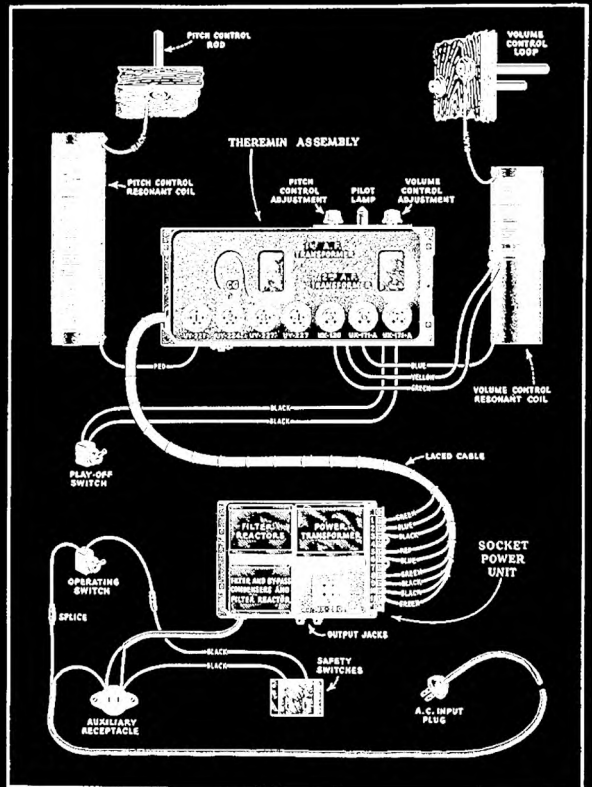 PITCH CONTROL
ROD
VOLUME
CONTROL
LOOP
THEREMIN ASSEMBLY
PITCH CONTROL
RESONANT COIL
PITCH
CONTROL
ADJUSTMENT
PILOT
LAMP
VOLUME
CONTROL
ADJUSTMENT
TRANSFORMER
TRANSFORMER
UY-227 UX-171-A UX-171-A
RED
BLUE
YELLOW
GREEN
VOLUME CONTROL
RESONANT COIL
BLACK
BLACK
PLAY-OFF
SWITCH
LACED CABLE
FILTER
REACTORS
POWER
TRANSFORMER
GREEN
BLUE
BLACK
RED
BLUE
GREEN
BLACK
BLACK
GREEN
SOCKET
POWER
UNIT
OPERATING
SWITCH
FILTER AND BYPASS
CONDENSERS AND
FILTER REACTOR
SPLICE
OUTPUT JACKS
BLACK
BLACK
SAFETY
SWITCHES
AUXILIARY
RECEPTACLE
A.C. INPUT
PLUG